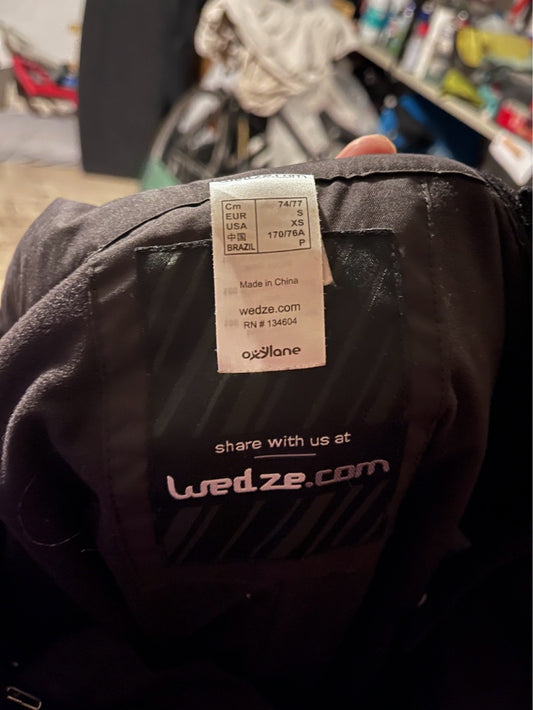 Cm 74/77
EUR S
USA XS
中国 170/76A
BRAZIL P
Made in China
wedze.com
RN # 134604
oxylane
share with us at
wedze.com